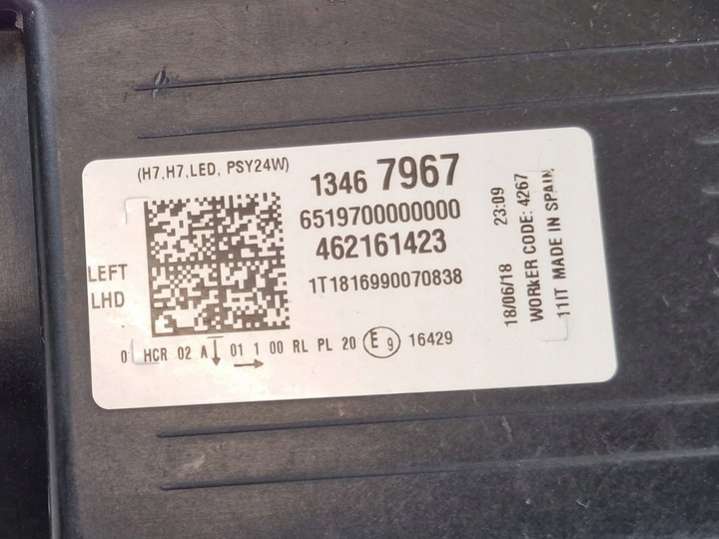 (H7,H7,LED, PSY24W)
1346 7967
6519700000000
462161423
1T1816990070838
LEFT
LHD
0 HCR 02 A ↓ 01 1 00 RL PL 20 E9 16429
18/06/18 23:09
WORkER CODE: 4267
11IT MADE IN SPAIN